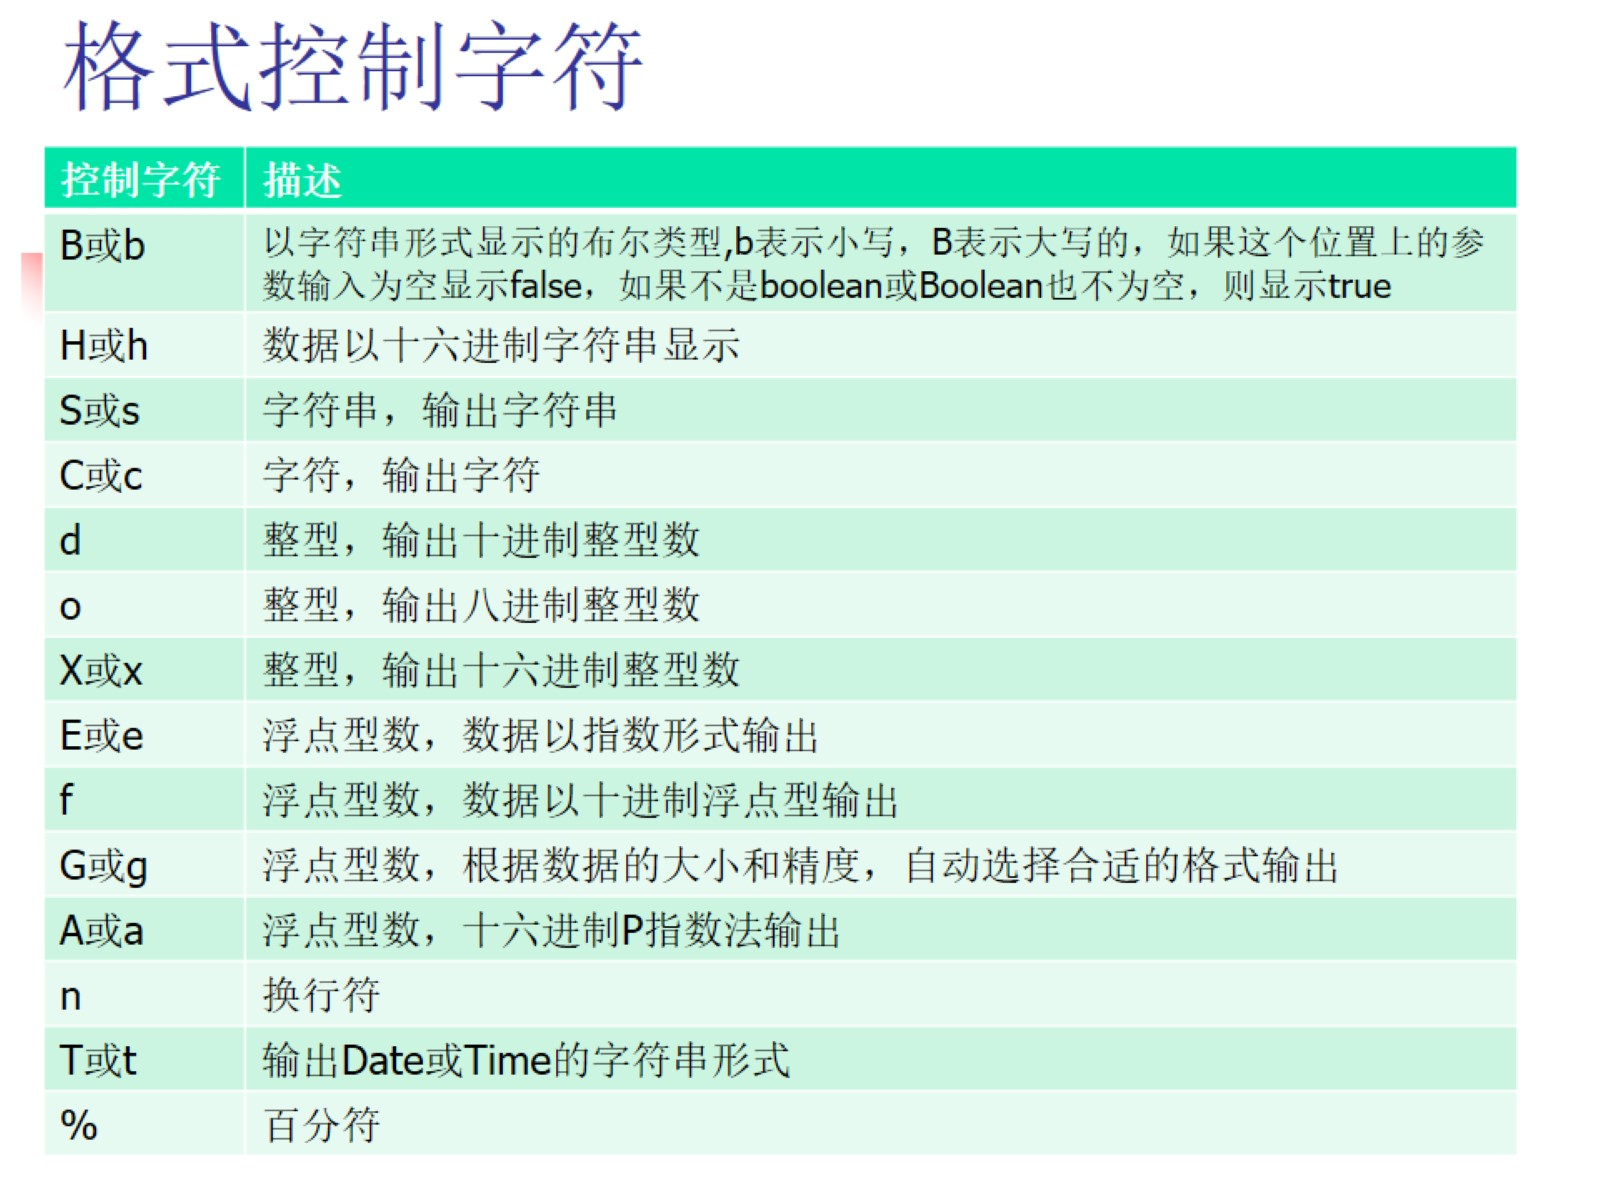 格式控制字符
控制字符 描述
B或b 以字符串形式显示的布尔类型,b表示小写，B表示大写的，如果这个位置上的参
数输入为空显示false，如果不是boolean或Boolean也不为空，则显示true
H或h 数据以十六进制字符串显示
S或s 字符串，输出字符串
C或c 字符，输出字符
d 整型，输出十进制整型数
o 整型，输出八进制整型数
X或x 整型，输出十六进制整型数
E或e 浮点型数，数据以指数形式输出
f 浮点型数，数据以十进制浮点型输出
G或g 浮点型数，根据数据的大小和精度，自动选择合适的格式输出
A或a 浮点型数，十六进制P指数法输出
n 换行符
T或t 输出Date或Time的字符串形式
% 百分符